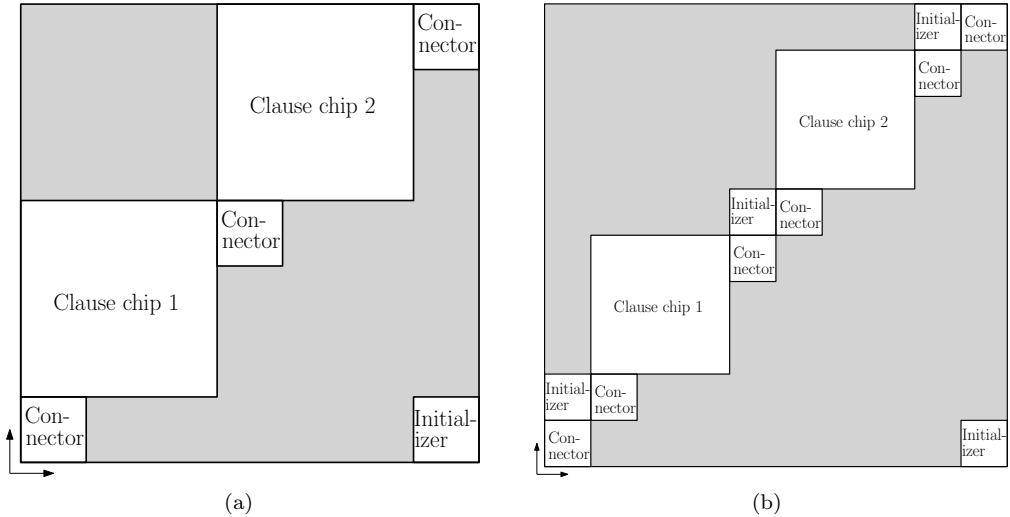 Con-
nector
Clause chip 2
Con-
nector
Clause chip 1
Con-
nector
Initial-
izer
(a)
Initial-
izer
Con-
nector
Con-
nector
Clause chip 2
Initial-
izer
Con-
nector
Con-
nector
Clause chip 1
Initial-
izer
Con-
nector
Con-
nector
Initial-
izer
(b)